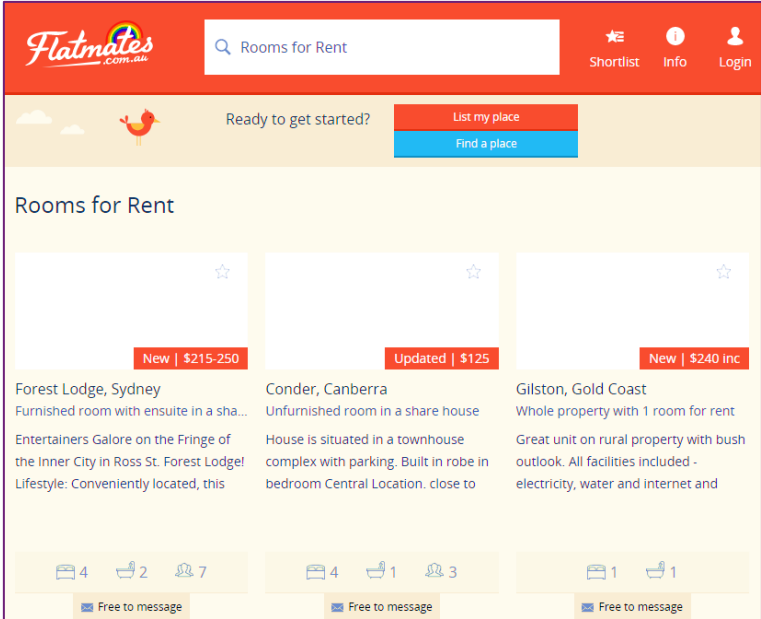 Flatmates
.com.au
Rooms for Rent
Shortlist
Info
Login
Ready to get started?
List my place
Find a place
Rooms for Rent
New | $215-250
Forest Lodge, Sydney
Furnished room with ensuite in a sha...
Entertainers Galore on the Fringe of
the Inner City in Ross St. Forest Lodge!
Lifestyle: Conveniently located, this
4 2 7
Free to message
Updated | $125
Conder, Canberra
Unfurnished room in a share house
House is situated in a townhouse
complex with parking. Built in robe in
bedroom Central Location. close to
4 1 3
Free to message
New | $240 inc
Gilston, Gold Coast
Whole property with 1 room for rent
Great unit on rural property with bush
outlook. All facilities included -
electricity, water and internet and
1 1
Free to message